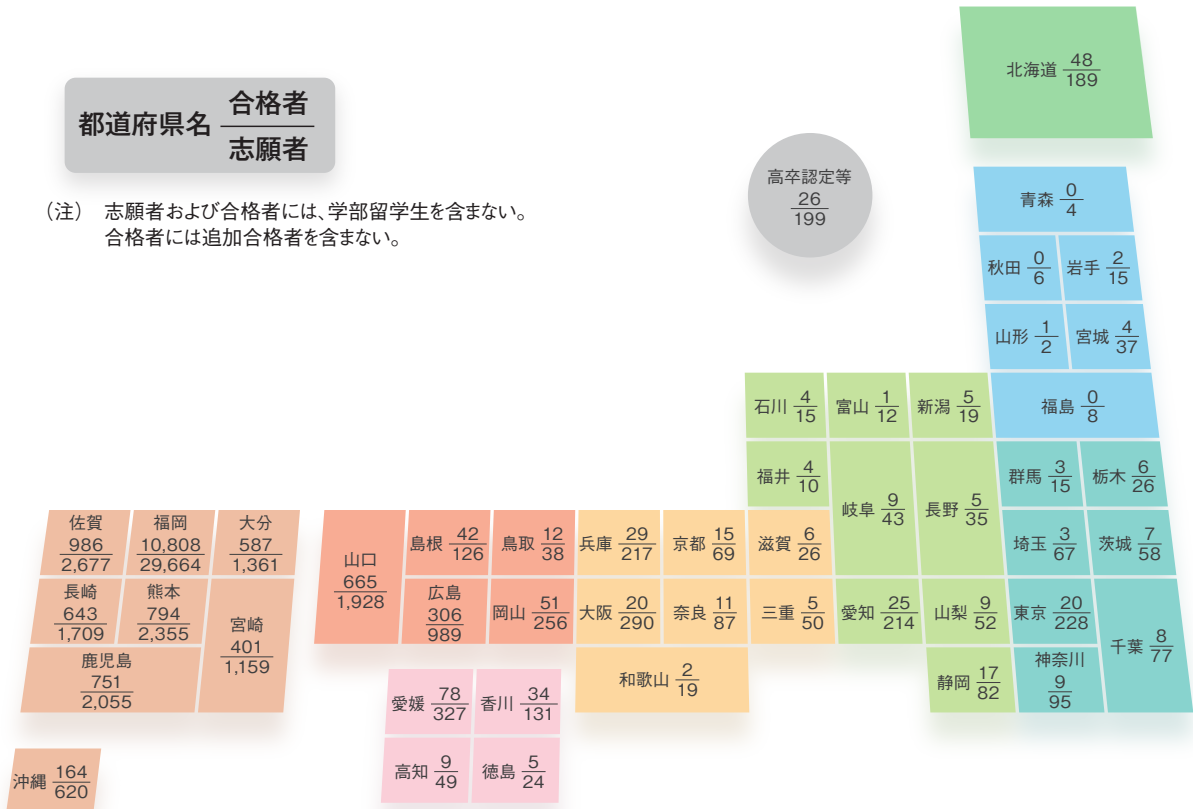 都道府県名 合格者
志願者
(注) 志願者および合格者には、学部留学生を含まない。
合格者には追加合格者を含まない。
北海道 48
189
高卒認定等
26
199
青森 0
4
秋田 0
6
岩手 2
15
山形 1
2
宮城 4
37
石川 4
15
富山 1
12
新潟 5
19
福島 0
8
福井 4
10
岐阜 9
43
長野 5
35
群馬 3
15
栃木 6
26
佐賀
986
2,677
福岡
10,808
29,664
大分
587
1,361
山口
665
1,928
島根 42
126
鳥取 12
38
兵庫 29
217
京都 15
69
滋賀 6
26
埼玉 3
67
茨城 7
58
長崎
643
1,709
熊本
794
2,355
宮崎
401
1,159
広島
306
989
岡山 51
256
大阪 20
290
奈良 11
87
三重 5
50
愛知 25
214
山梨 9
52
東京 20
228
千葉 8
77
鹿児島
751
2,055
愛媛 78
327
香川 34
131
和歌山 2
19
静岡 17
82
神奈川
9
95
沖縄 164
620
高知 9
49
徳島 5
24